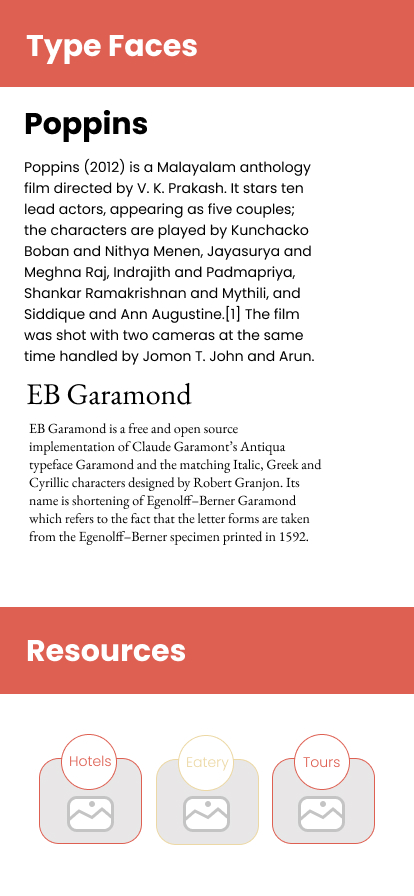 Type Faces
Poppins
Poppins (2012) is a Malayalam anthology
film directed by V. K. Prakash. It stars ten
lead actors, appearing as five couples;
the characters are played by Kunchacko
Boban and Nithya Menen, Jayasurya and
Meghna Raj, Indrajith and Padmapriya,
Shankar Ramakrishnan and Mythili, and
Siddique and Ann Augustine.[1] The film
was shot with two cameras at the same
time handled by Jomon T. John and Arun.
EB Garamond
EB Garamond is a free and open source
implementation of Claude Garamont’s Antiqua
typeface Garamond and the matching Italic, Greek and
Cyrillic characters designed by Robert Granjon. Its
name is shortening of Egenolff–Berner Garamond
which refers to the fact that the letter forms are taken
from the Egenolff–Berner specimen printed in 1592.
Resources
Hotels
Eatery
Tours